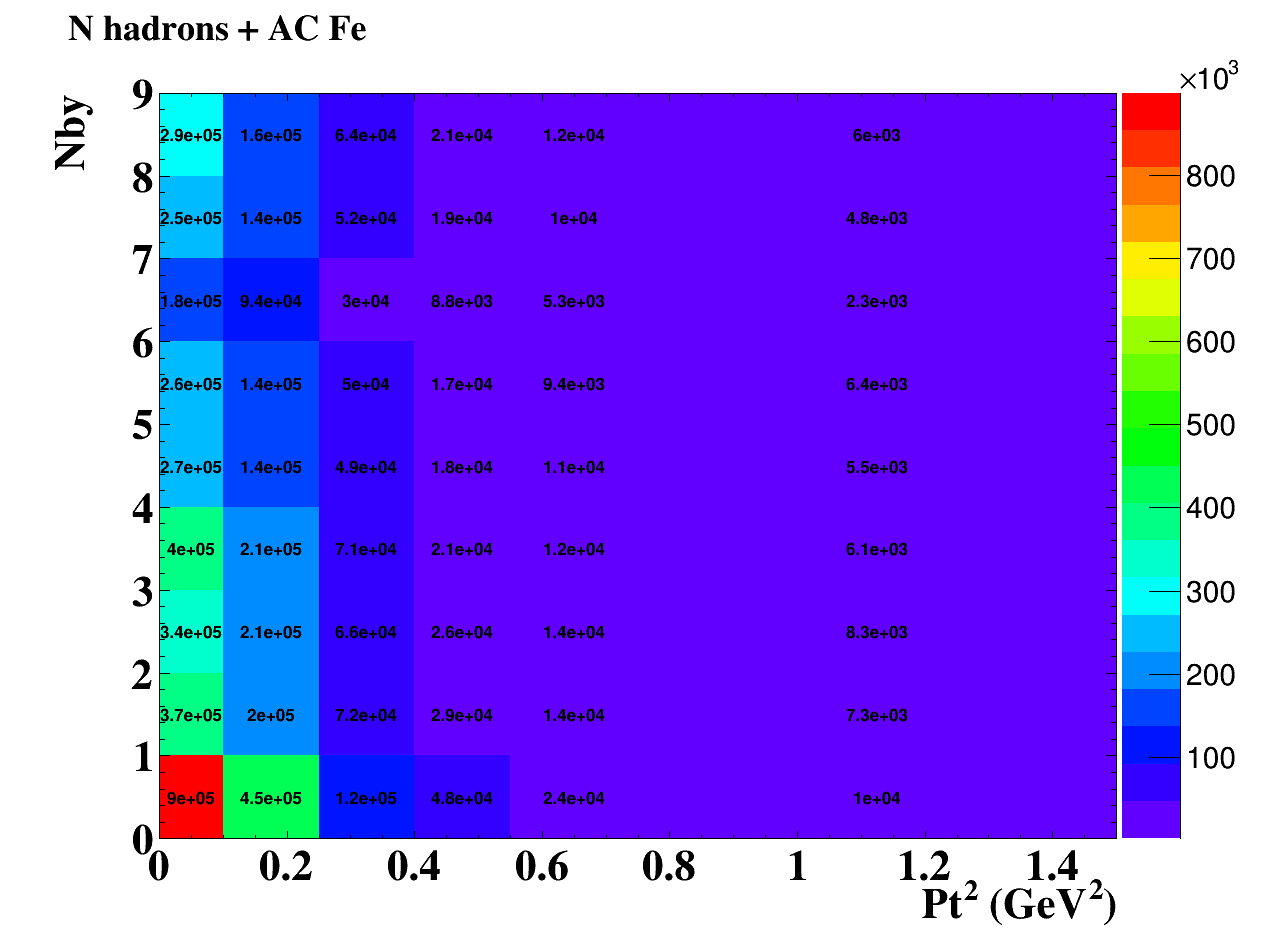 N hadrons + AC Fe
×10³
Nby
9
2.9e+05 1.6e+05 6.4e+04 2.1e+04 1.2e+04 6e+03
8
2.5e+05 1.4e+05 5.2e+04 1.9e+04 1e+04 4.8e+03
7
1.8e+05 9.4e+04 3e+04 8.8e+03 5.3e+03 2.3e+03
6
2.6e+05 1.4e+05 5e+04 1.7e+04 9.4e+03 6.4e+03
5
2.7e+05 1.4e+05 4.9e+04 1.8e+04 1.1e+04 5.5e+03
4
4e+05 2.1e+05 7.1e+04 2.1e+04 1.2e+04 6.1e+03
3
3.4e+05 2.1e+05 6.6e+04 2.6e+04 1.4e+04 8.3e+03
2
3.7e+05 2e+05 7.2e+04 2.9e+04 1.4e+04 7.3e+03
1
9e+05 4.5e+05 1.2e+05 4.8e+04 2.4e+04 1e+04
0
800
700
600
500
400
300
200
100
0 0.2 0.4 0.6 0.8 1 1.2 1.4
Pt² (GeV²)